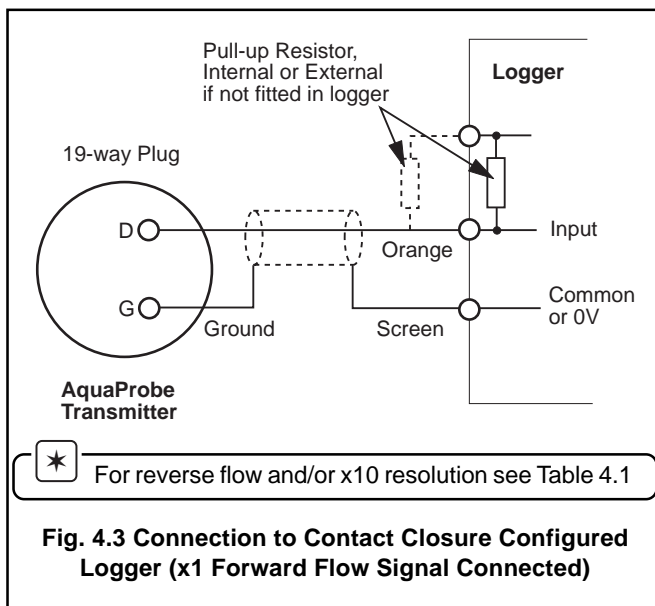 Pull-up Resistor,
Internal or External
if not fitted in logger
Logger
19-way Plug
D
Input
Orange
G
Ground
Screen
Common
or 0V
AquaProbe
Transmitter
✶ For reverse flow and/or x10 resolution see Table 4.1
Fig. 4.3 Connection to Contact Closure Configured
Logger (x1 Forward Flow Signal Connected)